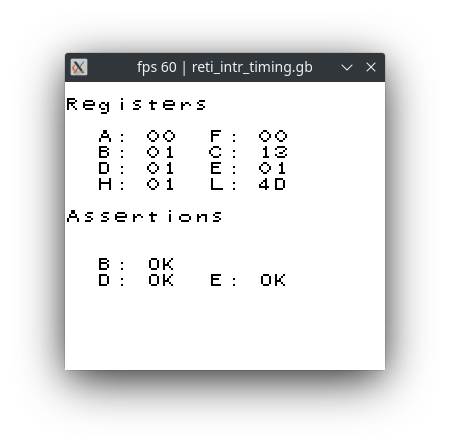 fps 60 | reti_intr_timing.gb
Registers
A: 00 F: 00
B: 01 C: 13
D: 01 E: 01
H: 01 L: 4D
Assertions
B: OK
D: OK E: OK